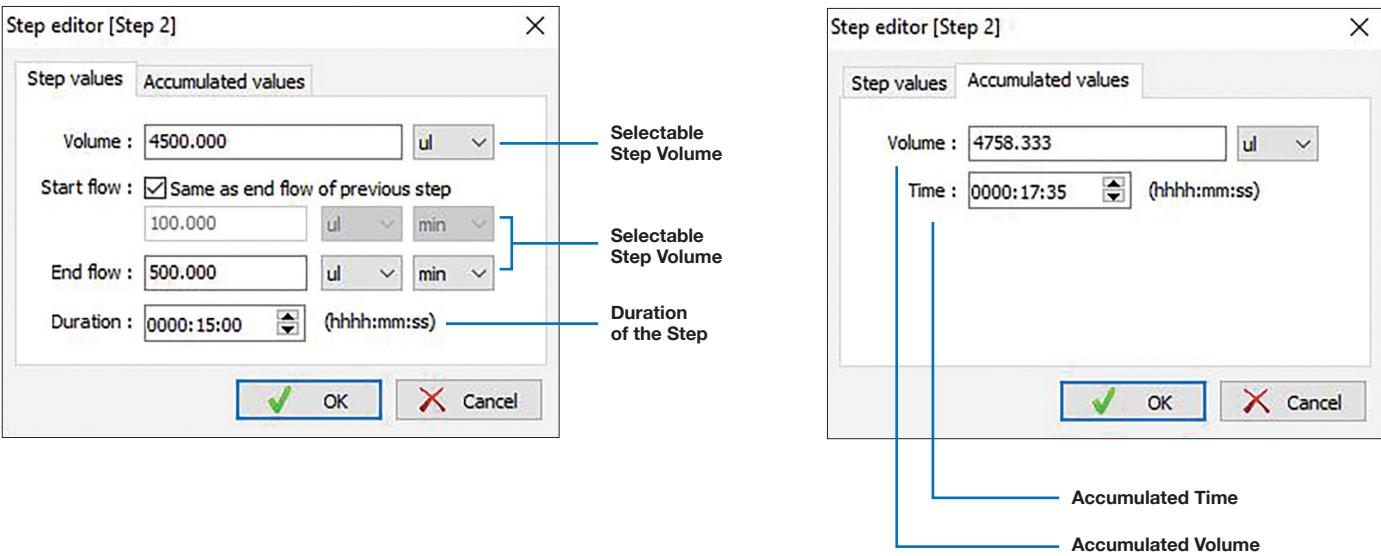 Step editor [Step 2]
Step values
Accumulated values
Volume :
4500.000
ul
Start flow :
Same as end flow of previous step
100.000
ul
min
End flow :
500.000
ul
min
Duration :
0000:15:00
(hhhh:mm:ss)
OK
Cancel
Selectable
Step Volume
Selectable
Step Volume
Duration
of the Step
Step editor [Step 2]
Step values
Accumulated values
Volume :
4758.333
ul
Time :
0000:17:35
(hhhh:mm:ss)
OK
Cancel
Accumulated Time
Accumulated Volume